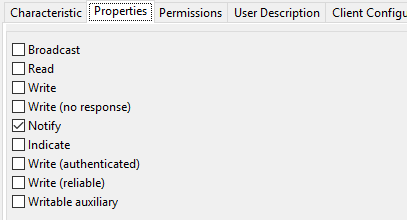 Characteristic Properties Permissions User Description Client Configu
Broadcast
Read
Write
Write (no response)
Notify
Indicate
Write (authenticated)
Write (reliable)
Writable auxiliary